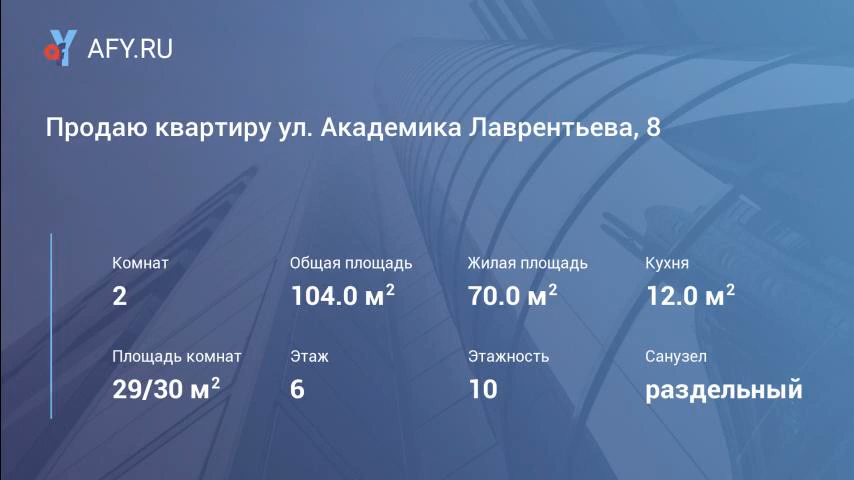 AFY.RU
Продаю квартиру ул. Академика Лаврентьева, 8
Комнат Общая площадь Жилая площадь Кухня
2 104.0 м² 70.0 м² 12.0 м²
Площадь комнат Этаж Этажность Санузел
29/30 м² 6 10 раздельный